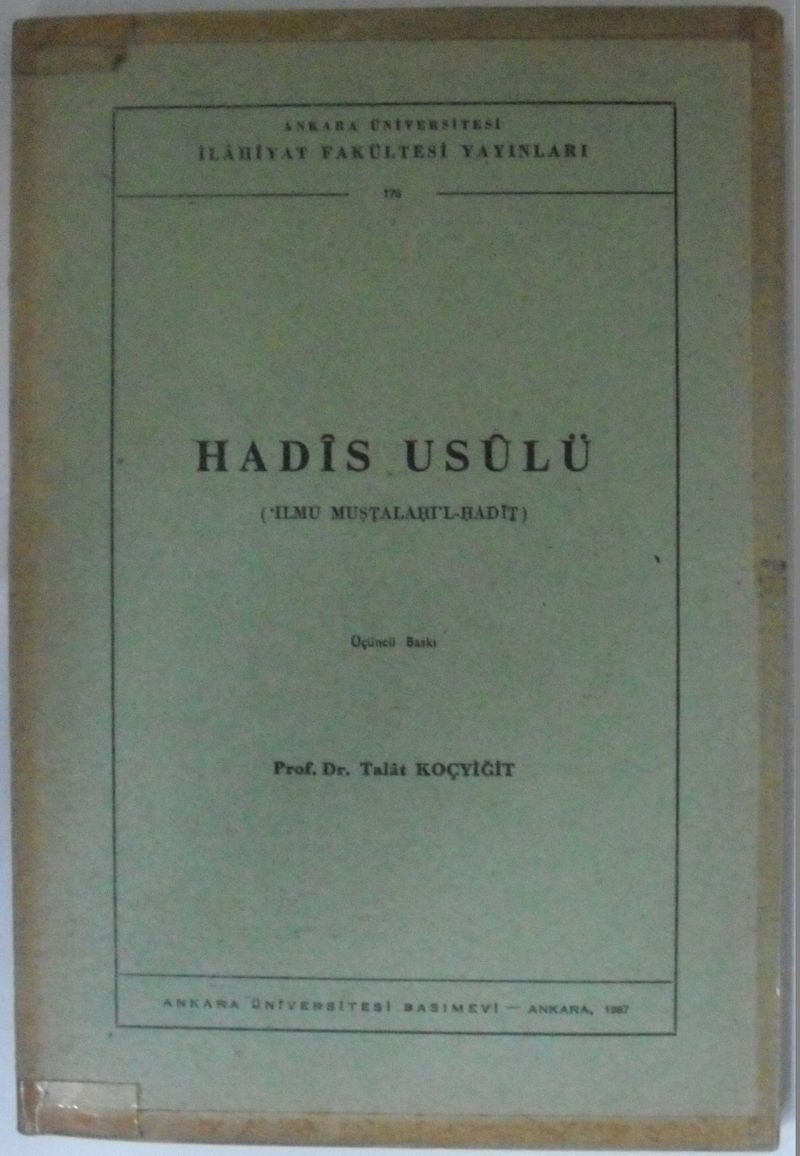 ANKARA ÜNİVERSİTESİ
İLÂHİYAT FAKÜLTESİ YAYINLARI
176
HADÎS USÛLÜ
(‘ILMU MUṢṬALAḤI’L-ḤADÎṮ)
Üçüncü Baskı
Prof. Dr. Talât KOÇYİĞİT
ANKARA ÜNİVERSİTESİ BASIMEVİ — ANKARA, 1987